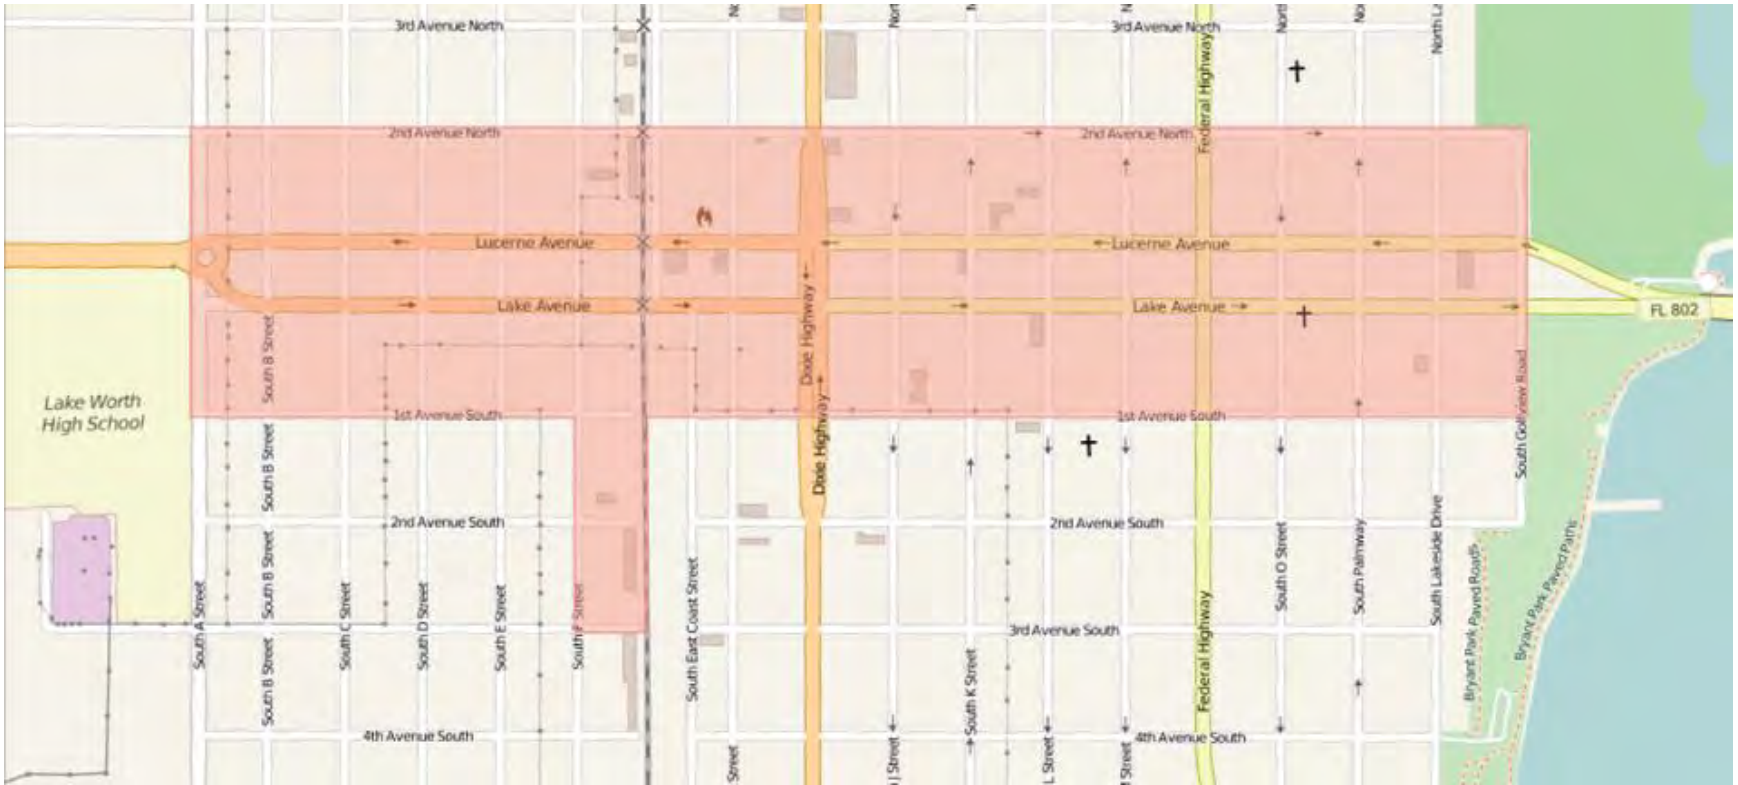 3rd Avenue North
3rd Avenue North
Federal Highway
2nd Avenue North
2nd Avenue North
Lucerne Avenue
Lucerne Avenue
Lake Avenue
Lake Avenue
FL 802
Dixie Highway
South B Street
Lake Worth
High School
1st Avenue South
1st Avenue South
South Golfview Road
Dixie Highway
South B Street
2nd Avenue South
2nd Avenue South
South B Street
South A Street
South C Street
South D Street
South E Street
South F Street
South East Coast Street
South O Street
South Palmway
South Lakeside Drive
Bryant Park Paved Roads
Bryant Park Paved Paths
3rd Avenue South
Federal Highway
South B Street
South K Street
4th Avenue South
4th Avenue South
Street
J Street
L Street
Street